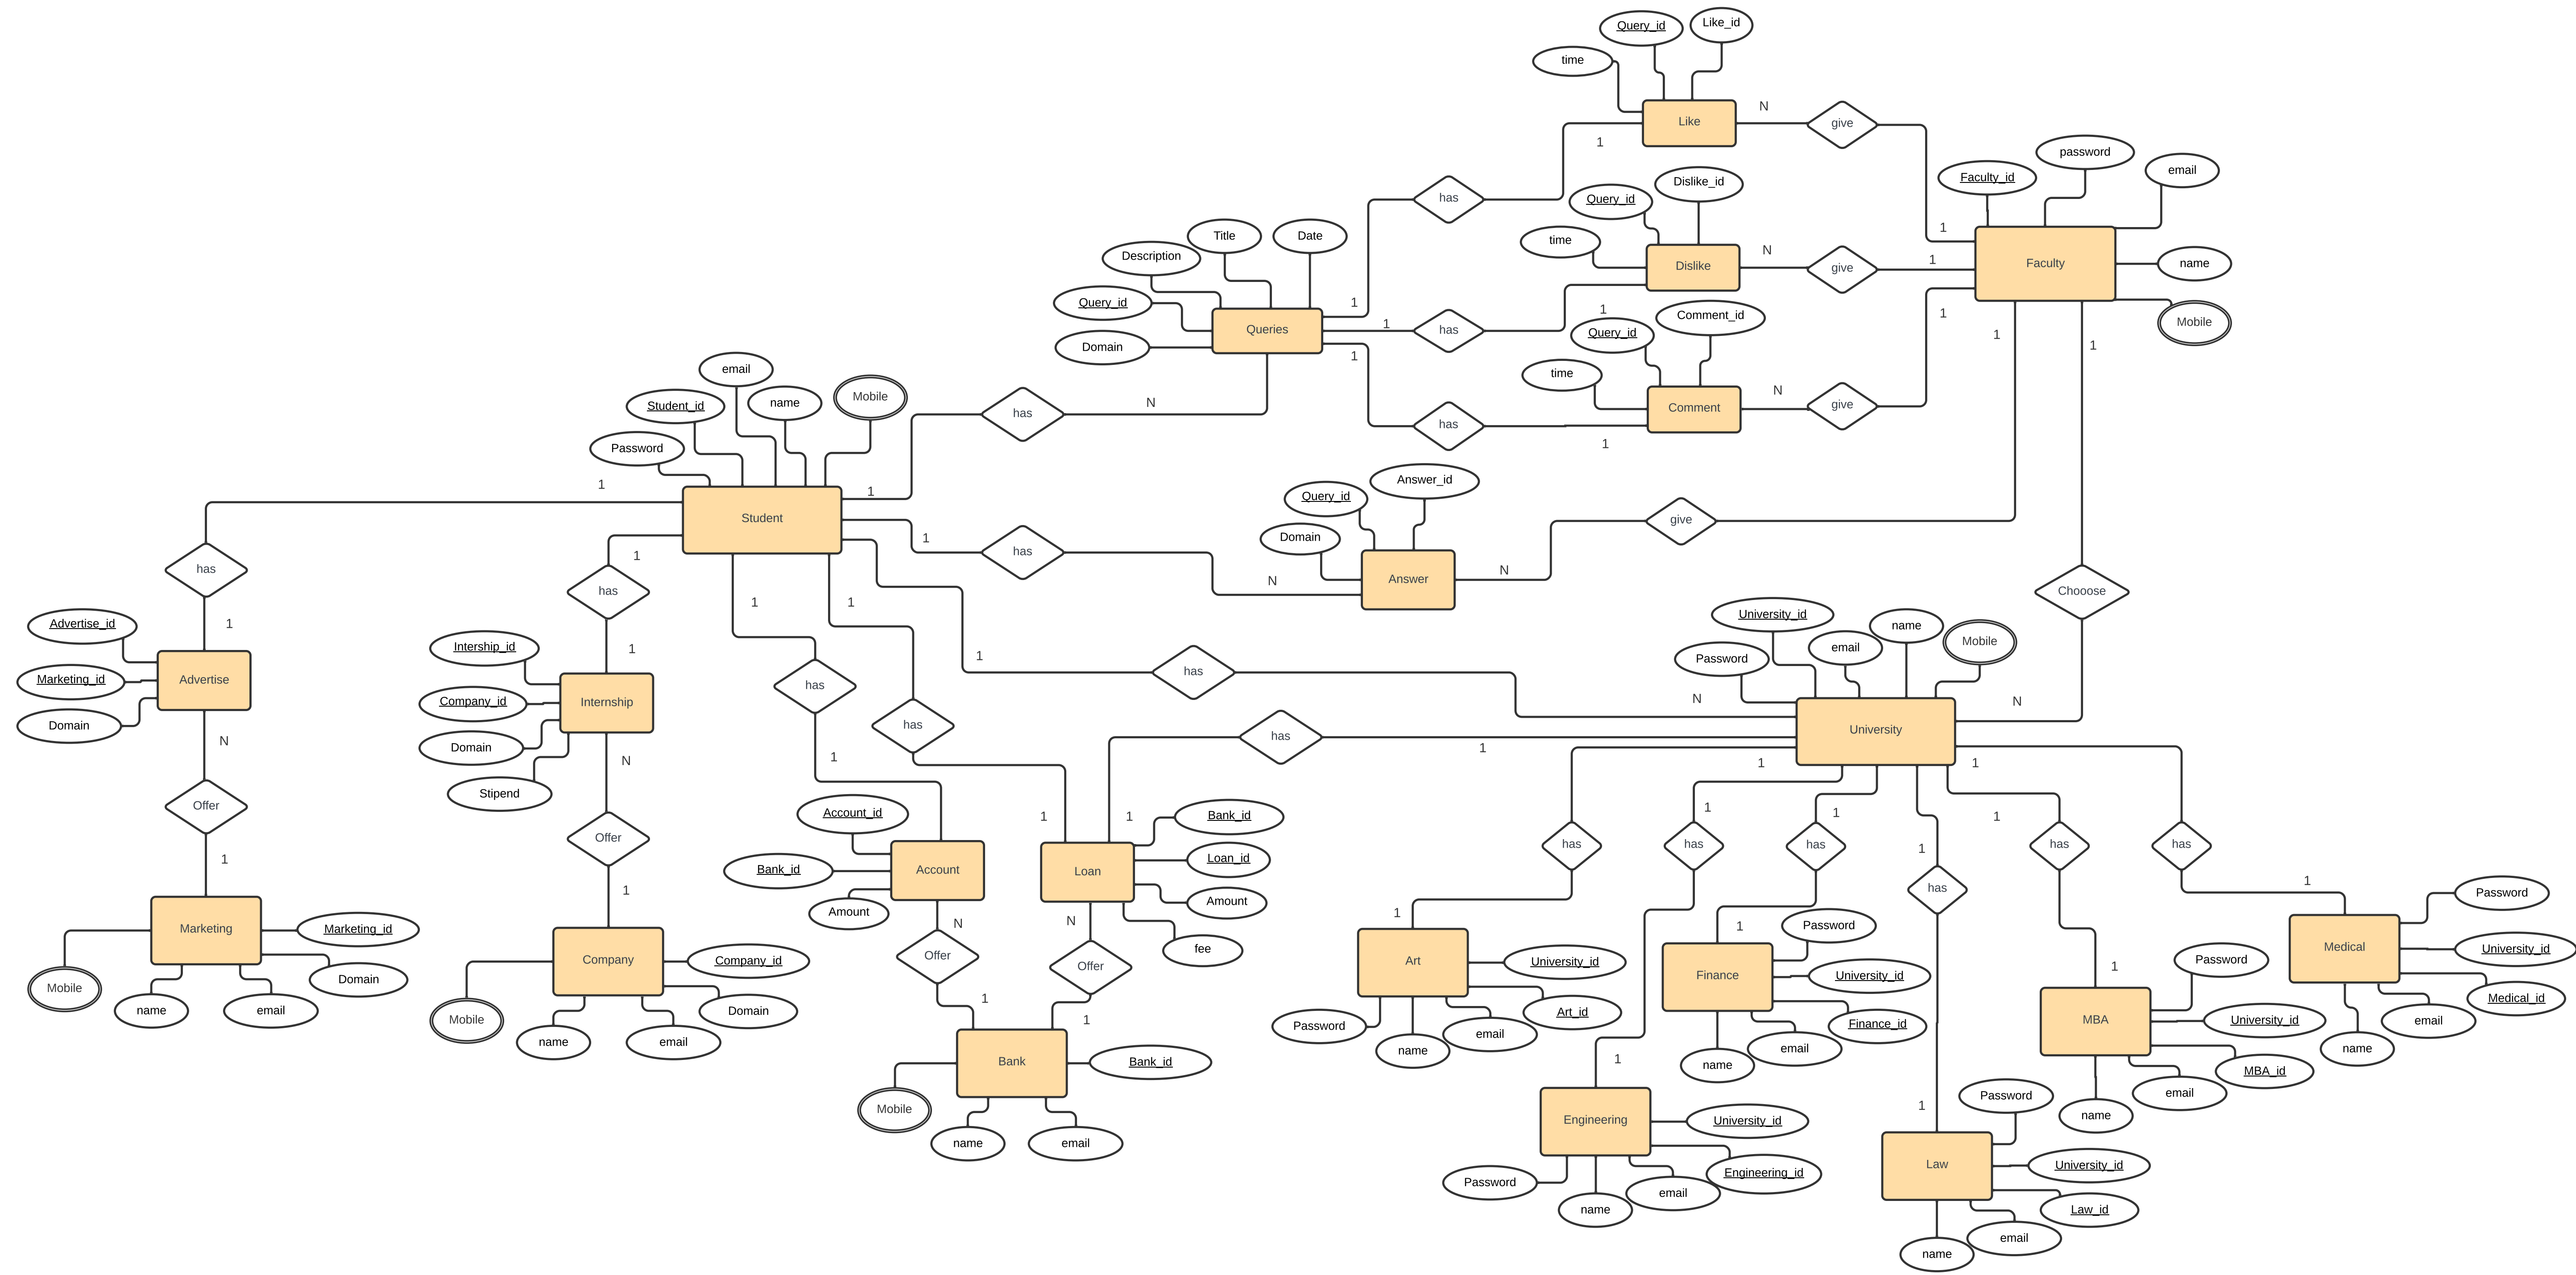 Query_id
Like_id
time
Like
N
give
1
has
1
Faculty_id
password
email
name
Mobile
Faculty
1
Query_id
Dislike_id
time
Dislike
N
give
1
Description
Title
Date
Query_id
Domain
Queries
1
1
1
has
1
Query_id
Comment_id
time
Comment
N
give
1
has
1
1
1
Password
Student_id
email
name
Mobile
Student
1
1
has
N
1
has
N
Query_id
Answer_id
Domain
Answer
N
give
Chooose
N
1
has
N
1
has
1
Advertise_id
Marketing_id
Domain
Advertise
N
Offer
1
Marketing
Marketing_id
Domain
Mobile
name
email
1
has
1
Intership_id
Company_id
Domain
Stipend
Internship
N
Offer
1
Company
Company_id
Domain
Mobile
name
email
1
has
1
Account_id
Bank_id
Amount
Account
N
Offer
1
1
has
1
Bank_id
Loan_id
Amount
fee
Loan
N
Offer
1
Bank
Bank_id
Mobile
name
email
has
1
1
Password
University_id
email
name
Mobile
University
1
has
1
Art
University_id
Art_id
Password
name
email
1
has
1
Engineering
University_id
Engineering_id
Password
name
email
1
has
1
Finance
Password
University_id
Finance_id
name
email
1
has
1
Law
Password
University_id
Law_id
name
email
1
has
1
MBA
Password
University_id
MBA_id
name
email
1
has
1
Medical
Password
University_id
Medical_id
name
email